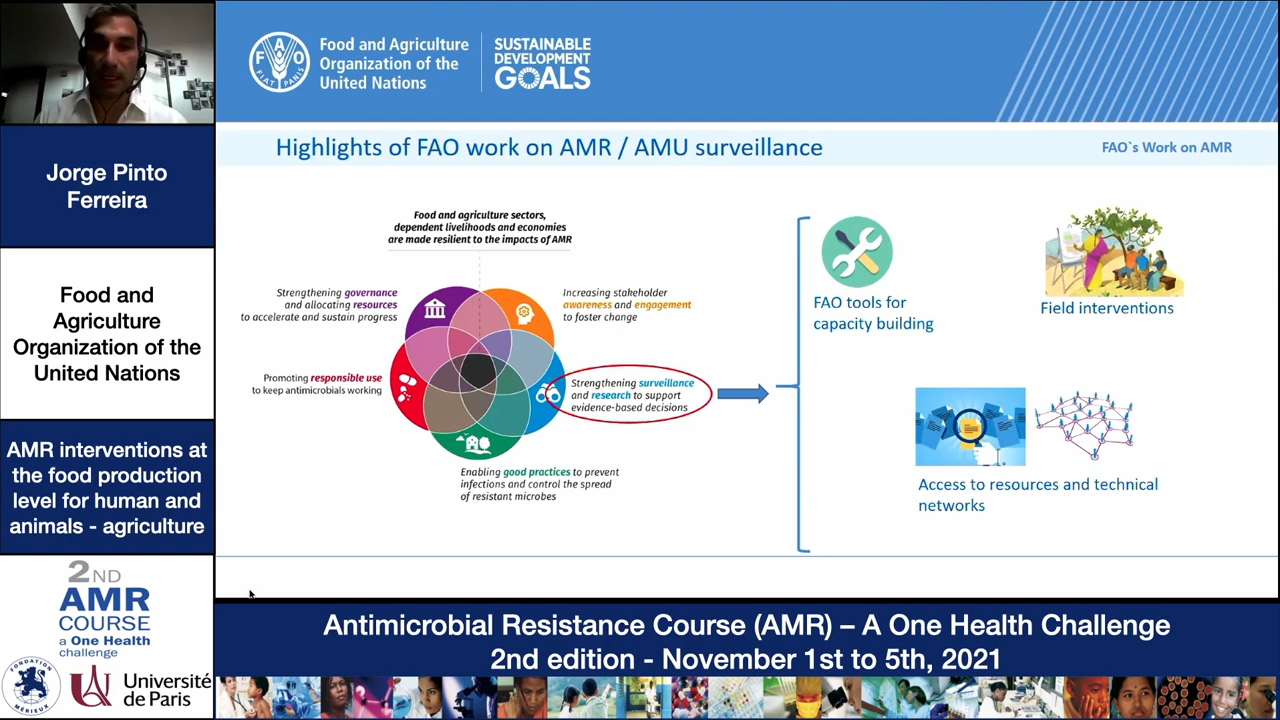 Jorge Pinto
Ferreira
Food and
Agriculture
Organization of the
United Nations
AMR interventions at
the food production
level for human and
animals - agriculture
2ND
AMR
COURSE
a One Health
challenge
FONDATION
MÉRIEUX
Université
de Paris
F A O
FIAT PANIS
Food and Agriculture
Organization of the
United Nations
SUSTAINABLE
DEVELOPMENT
GOALS
Highlights of FAO work on AMR / AMU surveillance
FAO`s Work on AMR
Food and agriculture sectors,
dependent livelihoods and economies
are made resilient to the impacts of AMR
Strengthening governance
and allocating resources
to accelerate and sustain progress
Increasing stakeholder
awareness and engagement
to foster change
Promoting responsible use
to keep antimicrobials working
Strengthening surveillance
and research to support
evidence-based decisions
Enabling good practices to prevent
infections and control the spread
of resistant microbes
FAO tools for
capacity building
Field interventions
Access to resources and technical
networks
Antimicrobial Resistance Course (AMR) – A One Health Challenge
2nd edition - November 1st to 5th, 2021